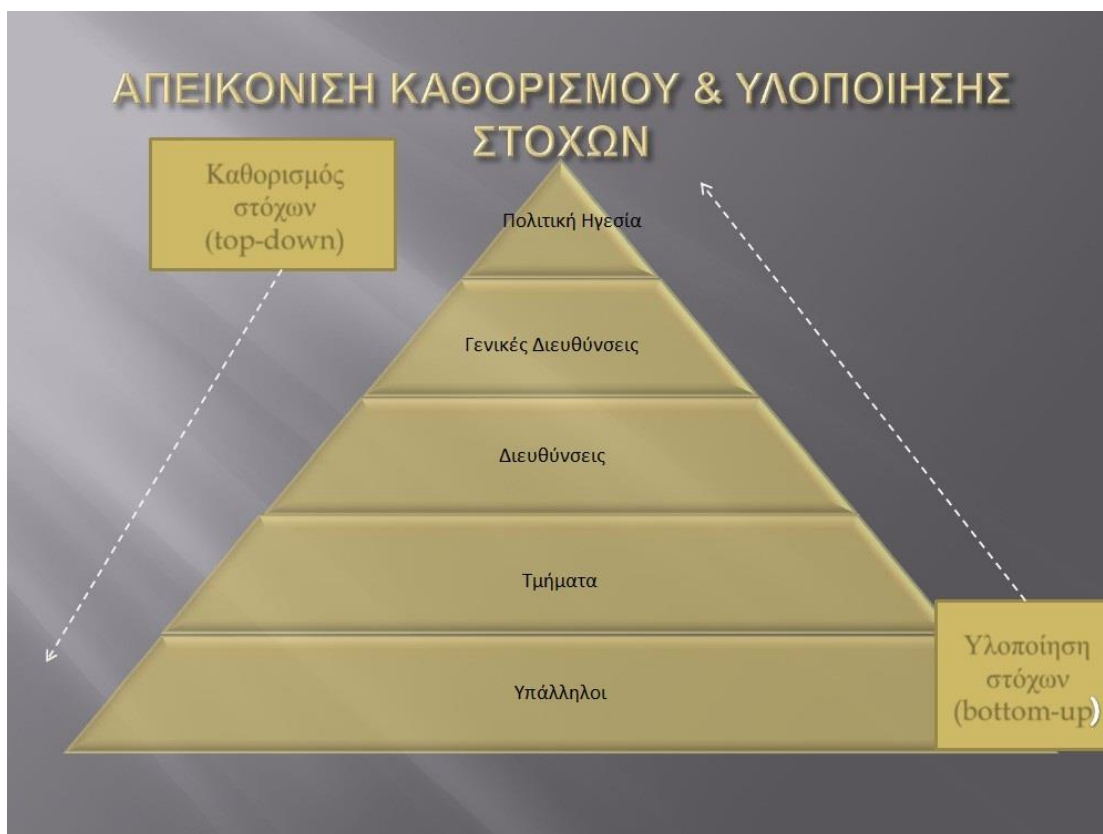 ΑΠΕΙΚΟΝΙΣΗ ΚΑΘΟΡΙΣΜΟΥ & ΥΛΟΠΟΙΗΣΗΣ
ΣΤΟΧΩΝ
Καθορισμός
στόχων
(top-down)
Πολιτική Ηγεσία
Γενικές Διευθύνσεις
Διευθύνσεις
Τμήματα
Υπάλληλοι
Υλοποίηση
στόχων
(bottom-up)